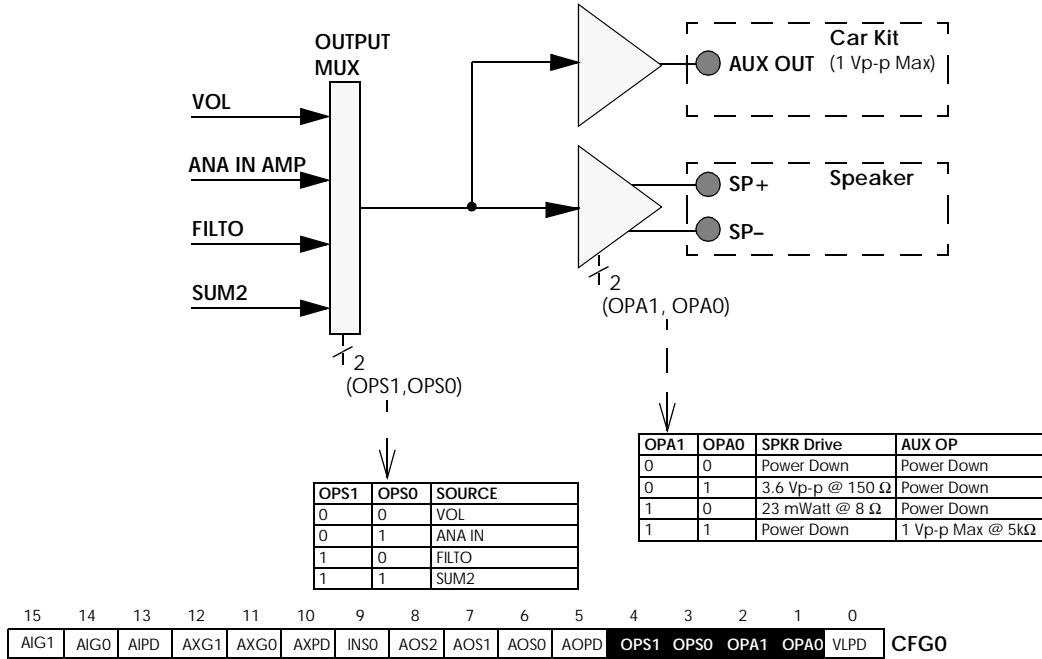 OUTPUT
MUX
VOL
ANA IN AMP
FILTO
SUM2
2
(OPS1,OPS0)
Car Kit
AUX OUT (1 Vp-p Max)
Speaker
SP+
SP–
2
(OPA1, OPA0)
OPA1 OPA0 SPKR Drive AUX OP
0 0 Power Down Power Down
0 1 3.6 Vp-p @ 150 Ω Power Down
1 0 23 mWatt @ 8 Ω Power Down
1 1 Power Down 1 Vp-p Max @ 5kΩ
OPS1 OPS0 SOURCE
0 0 VOL
0 1 ANA IN
1 0 FILTO
1 1 SUM2
15 14 13 12 11 10 9 8 7 6 5 4 3 2 1 0
AIG1 AIG0 AIPD AXG1 AXG0 AXPD INS0 AOS2 AOS1 AOS0 AOPD OPS1 OPS0 OPA1 OPA0 VLPD CFG0